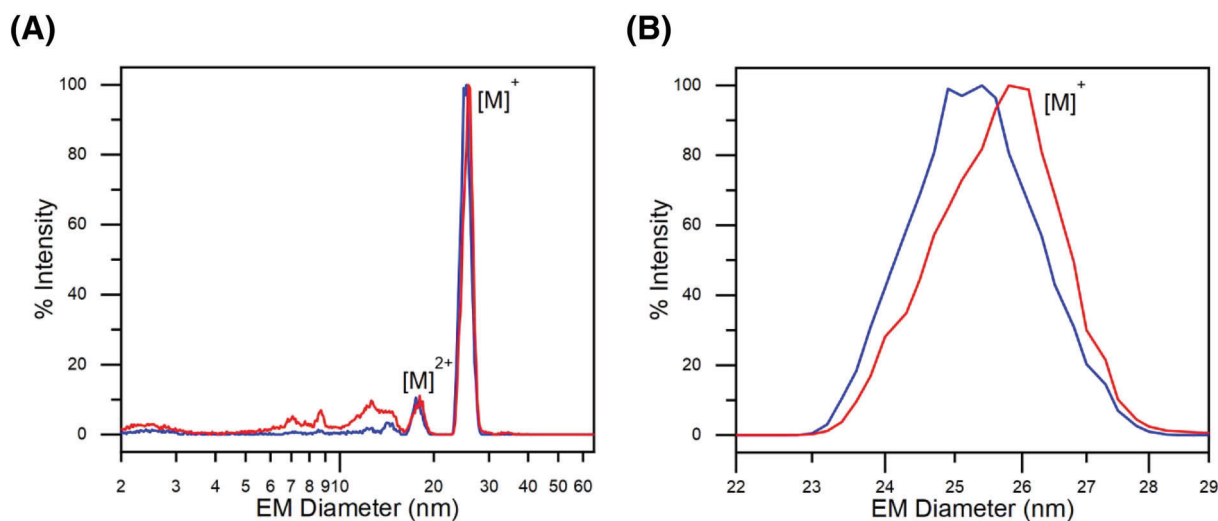 (A)
(B)
% Intensity
100
80
60
40
20
0
[M]+
[M]2+
2 3 4 5 6 7 8 9 10 20 30 40 50 60
EM Diameter (nm)
% Intensity
100
80
60
40
20
0
[M]+
22 23 24 25 26 27 28 29
EM Diameter (nm)